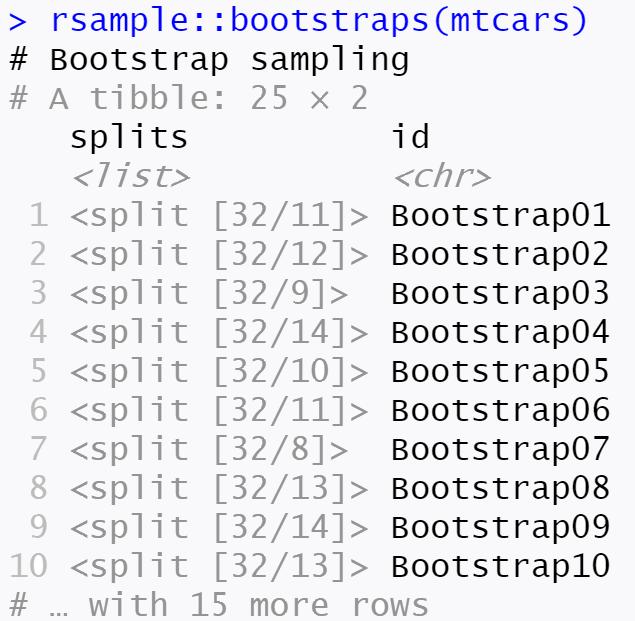 > rsample::bootstraps(mtcars)
# Bootstrap sampling
# A tibble: 25 × 2
   splits          id
   <list>          <chr>
 1 <split [32/11]> Bootstrap01
 2 <split [32/12]> Bootstrap02
 3 <split [32/9]>  Bootstrap03
 4 <split [32/14]> Bootstrap04
 5 <split [32/10]> Bootstrap05
 6 <split [32/11]> Bootstrap06
 7 <split [32/8]>  Bootstrap07
 8 <split [32/13]> Bootstrap08
 9 <split [32/14]> Bootstrap09
10 <split [32/13]> Bootstrap10
# … with 15 more rows